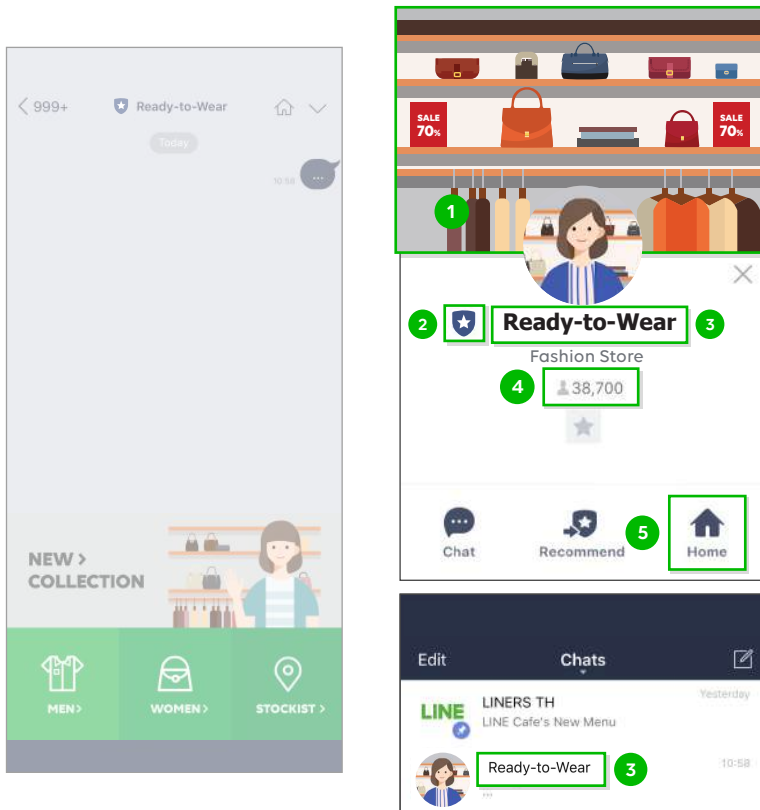 999+ Ready-to-Wear
Today
10:58 ...
NEW >
COLLECTION
MEN>
WOMEN>
STOCKIST >
SALE
70%
SALE
70%
1
2 Ready-to-Wear 3
Fashion Store
4 38,700
5
Chat Recommend Home
Edit Chats
LINE
LINERS TH Yesterday
LINE Cafe's New Menu
Ready-to-Wear 3 10:58
...